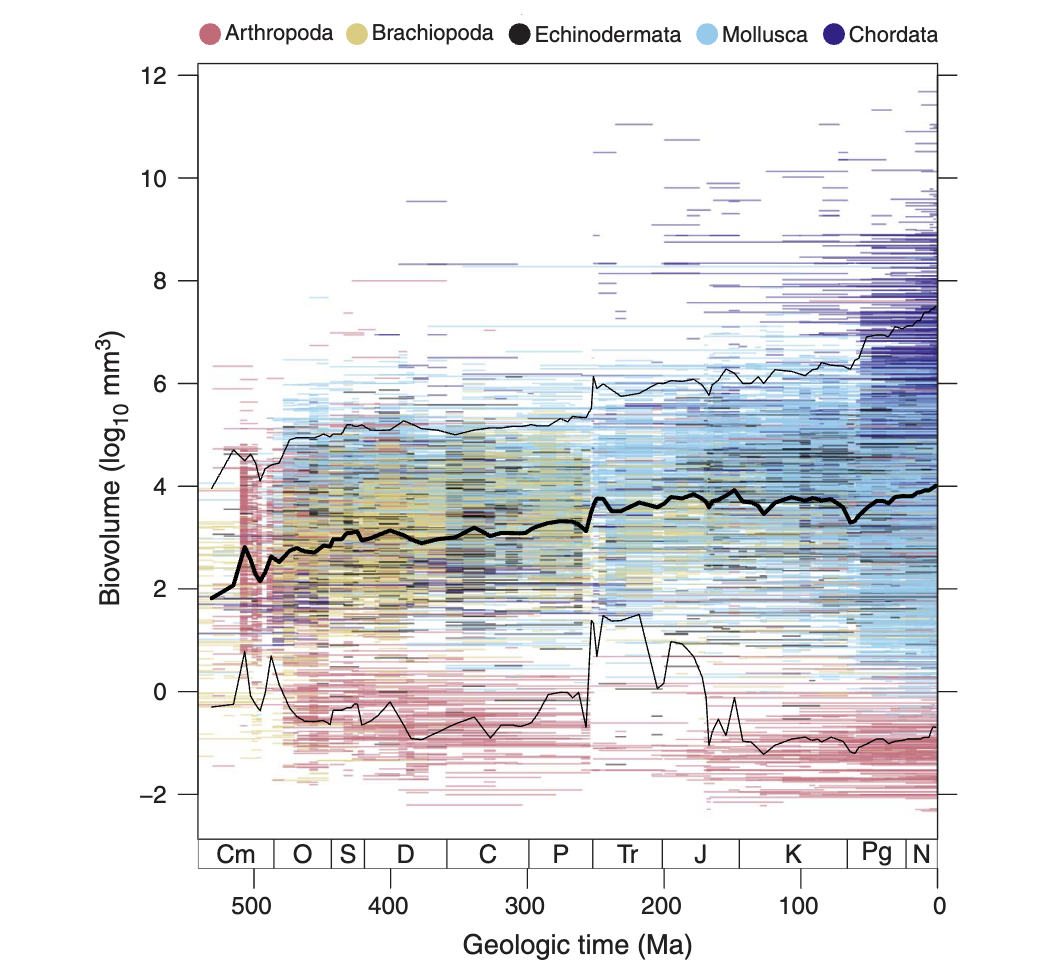 Arthropoda Brachiopoda Echinodermata Mollusca Chordata
12
10
8
6
4
2
0
−2
Biovolume (log10 mm3)
Cm O S D C P Tr J K Pg N
500 400 300 200 100 0
Geologic time (Ma)